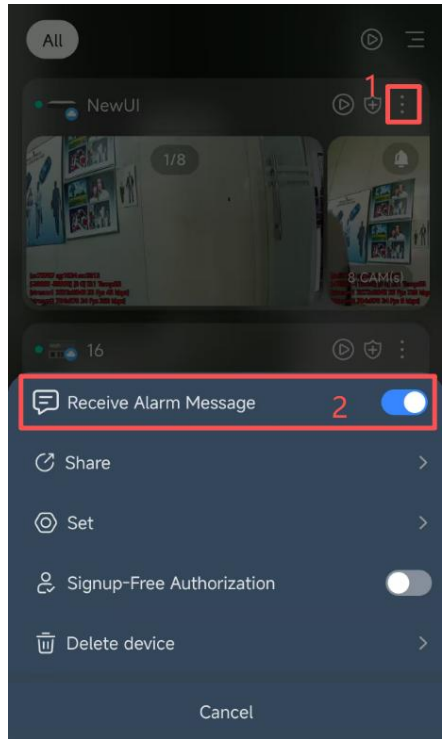 All
1
NewUI
1/8
8 CAM(s)
16
Receive Alarm Message 2
Share
Set
Signup-Free Authorization
Delete device
Cancel